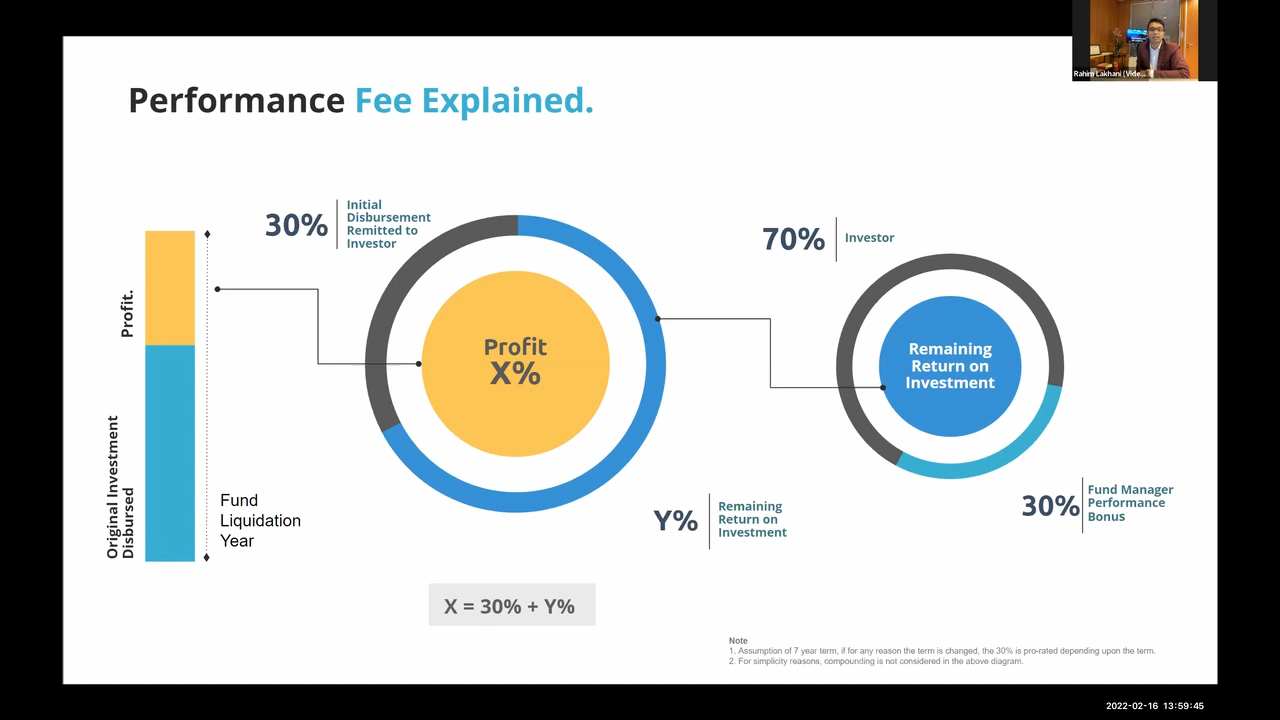 Rahim Lakhani (Vide...
Performance Fee Explained.
30%
Initial
Disbursement
Remitted to
Investor
70%
Investor
Profit.
Original Investment
Disbursed
Fund
Liquidation
Year
Profit
X%
Remaining
Return on
Investment
Y%
Remaining
Return on
Investment
30%
Fund Manager
Performance
Bonus
X = 30% + Y%
Note
1. Assumption of 7 year term, if for any reason the term is changed, the 30% is pro-rated depending upon the term.
2. For simplicity reasons, compounding is not considered in the above diagram.
2022-02-16 13:59:45